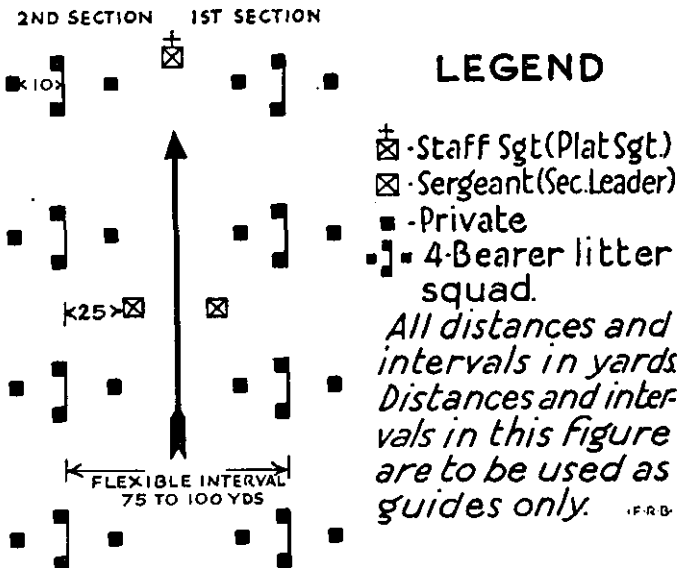 2ND SECTION 1ST SECTION
<10>
<25>
FLEXIBLE INTERVAL
75 TO 100 YDS
LEGEND
-Staff Sgt(Plat Sgt.)
-Sergeant(Sec.Leader)
-Private
4-Bearer litter
squad.
All distances and
intervals in yards
Distances and inter-
vals in this figure
are to be used as
guides only.
F.R.B.